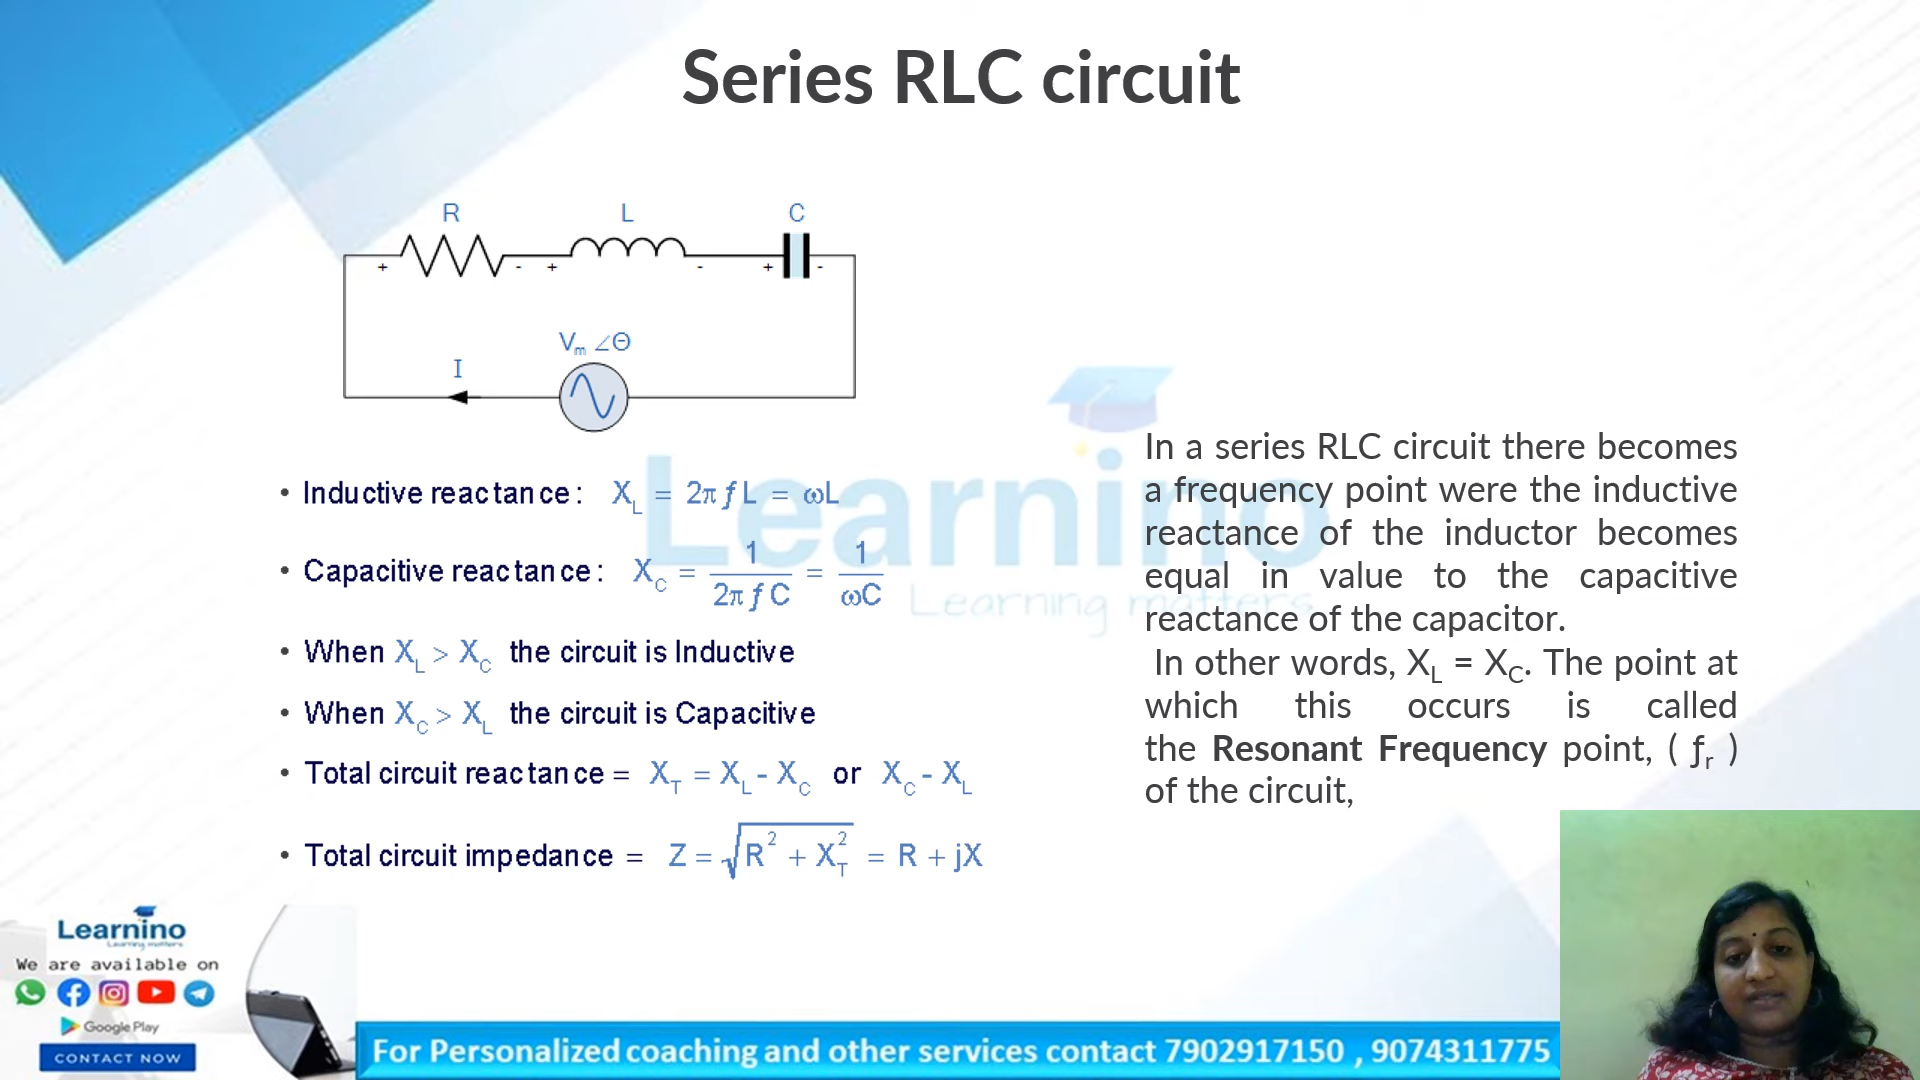 Series RLC circuit
R L C
+ - + - + -
Vm ∠Θ
I
• Inductive reactance: XL = 2π ƒ L = ωL
• Capacitive reactance: XC = 1 / 2π ƒ C = 1 / ωC
• When XL > XC the circuit is Inductive
• When XC > XL the circuit is Capacitive
• Total circuit reactance = XT = XL - XC or XC - XL
• Total circuit impedance = Z = √R² + XT² = R + jX
Learnino
Learning matters
In a series RLC circuit there becomes
a frequency point were the inductive
reactance of the inductor becomes
equal in value to the capacitive
reactance of the capacitor.
In other words, XL = XC. The point at
which this occurs is called
the Resonant Frequency point, ( ƒr )
of the circuit,
Learnino
Learning matters
We are available on
Google Play
CONTACT NOW
For Personalized coaching and other services contact 7902917150 , 9074311775